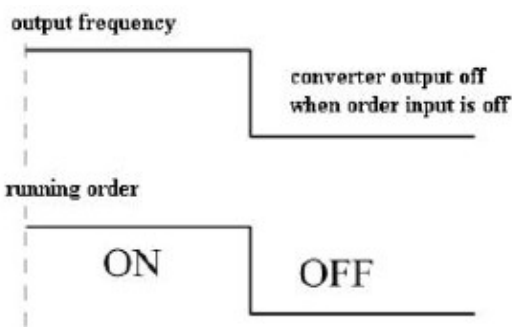 output frequency
converter output off
when order input is off
running order
ON
OFF